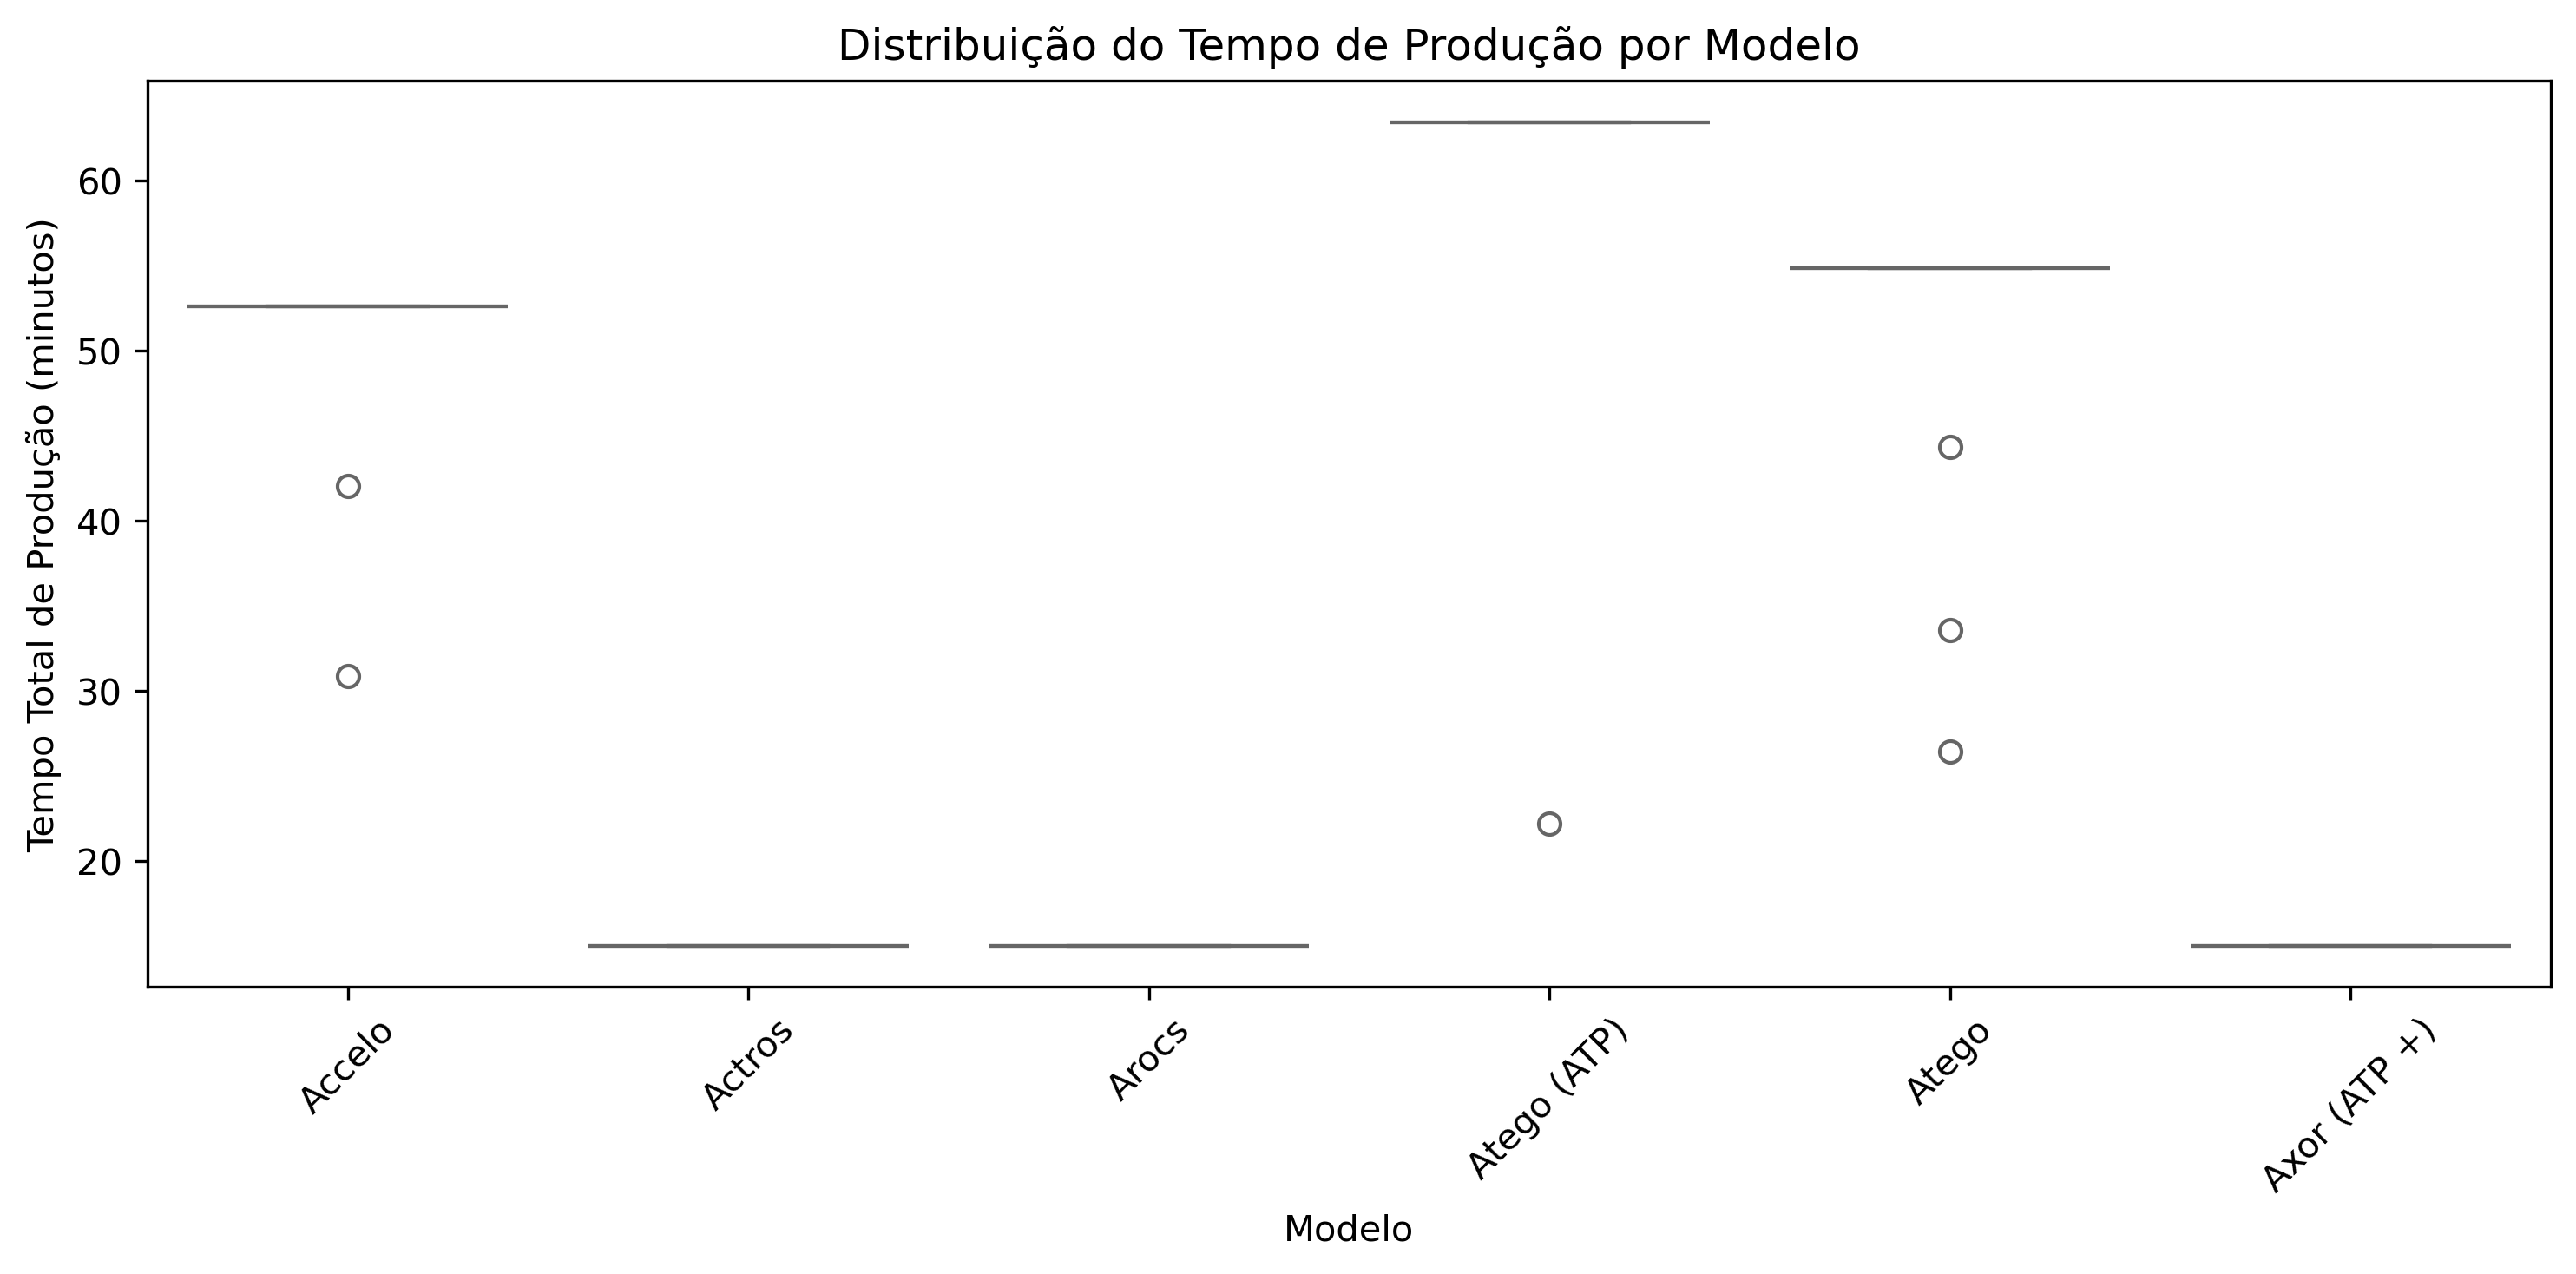 Distribuição do Tempo de Produção por Modelo
Tempo Total de Produção (minutos)
60
50
40
30
20
Accelo
Actros
Arocs
Atego (ATP)
Atego
Axor (ATP +)
Modelo